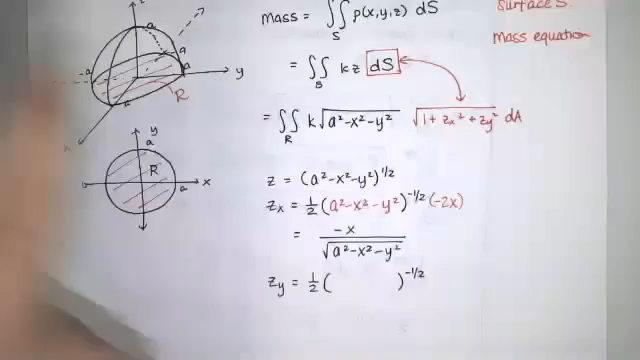 z
a
a
-a
a
a
y
R
Mass = ∫∫ ρ(x,y,z) dS
S
surface S.
mass equation
= ∫∫ kz dS
S
= ∫∫ k√(a²-x²-y²) √(1+zx²+zy²) dA
R
y
a
R
a
x
z = (a²-x²-y²)^1/2
zx = 1/2 (a²-x²-y²)^-1/2 (-2x)
= -x / √(a²-x²-y²)
zy = 1/2 ( )^-1/2